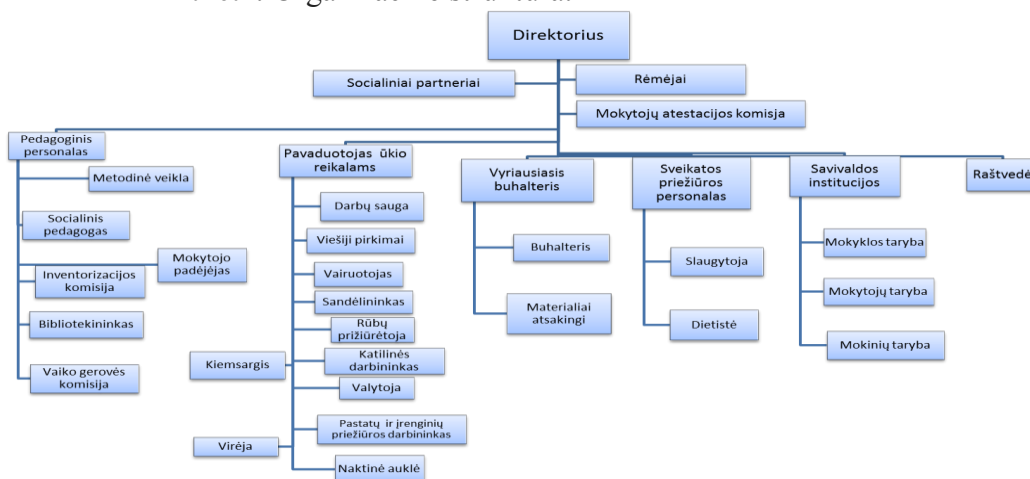 Direktorius
Socialiniai partneriai
Rėmėjai
Mokytojų atestacijos komisja
Pedagoginis
personalas
Metodinė veikla
Socialinis
pedagogas
Mokytojo
padėjėjas
Inventorizacijos
komisija
Bibliotekininkas
Vaiko gerovės
komisija
Pavaduotojas ūkio
reikalams
Darbų sauga
Viešiji pirkimai
Vairuotojas
Sandėlininkas
Rūbų
prižiūrėtoja
Kiemsargis
Katilinės
darbininkas
Valytoja
Pastatų ir įrenginių
priežiūros darbininkas
Virėja
Naktinė auklė
Vyriausiasis
buhalteris
Buhalteris
Materialiai
atsakingi
Sveikatos
priežiūros
personalas
Slaugytoja
Dietistė
Savivaldos
institucijos
Mokyklos taryba
Mokytojų taryba
Mokinių taryba
Raštvedė